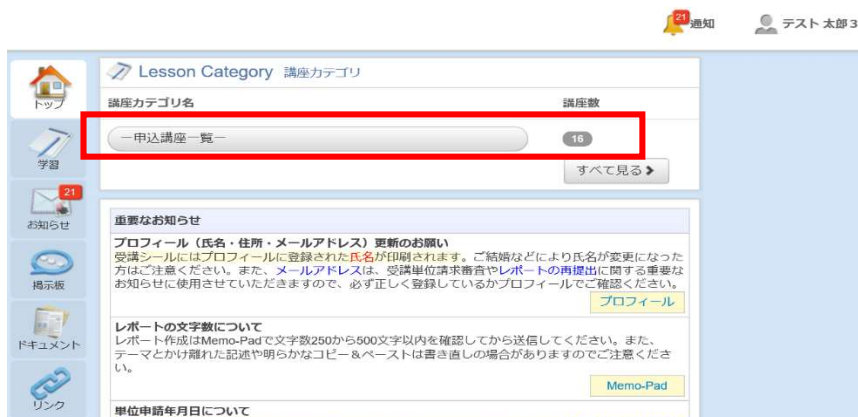 21
通知
テスト 太郎3
トップ
学習
21
お知らせ
掲示板
ドキュメント
リンク
Lesson Category 講座カテゴリ
講座カテゴリ名 講座数
－申込講座一覧－ 16
すべて見る
重要なお知らせ
プロフィール（氏名・住所・メールアドレス）更新のお願い
受講シールにはプロフィールに登録された氏名が印刷されます。ご結婚などにより氏名が変更になった
方はご注意ください。また、メールアドレスは、受講単位請求審査やレポートの再提出に関する重要な
お知らせに使用させていただきますので、必ず正しく登録しているかプロフィールでご確認ください。
プロフィール
レポートの文字数について
レポート作成はMemo-Padで文字数250から500文字以内を確認してから送信してください。また、
テーマとかけ離れた記述や明らかなコピー＆ペーストは書き直しの場合がありますのでご注意くださ
い。
Memo-Pad
単位申請年月日について